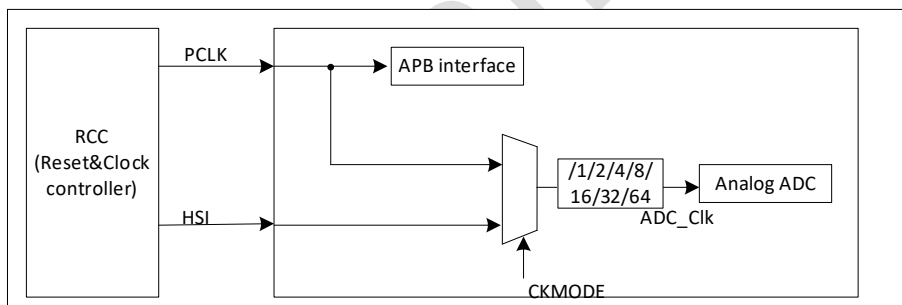 PCLK
APB interface
RCC
(Reset&Clock
controller)
/1/2/4/8/
16/32/64
Analog ADC
HSI
ADC_Clk
CKMODE